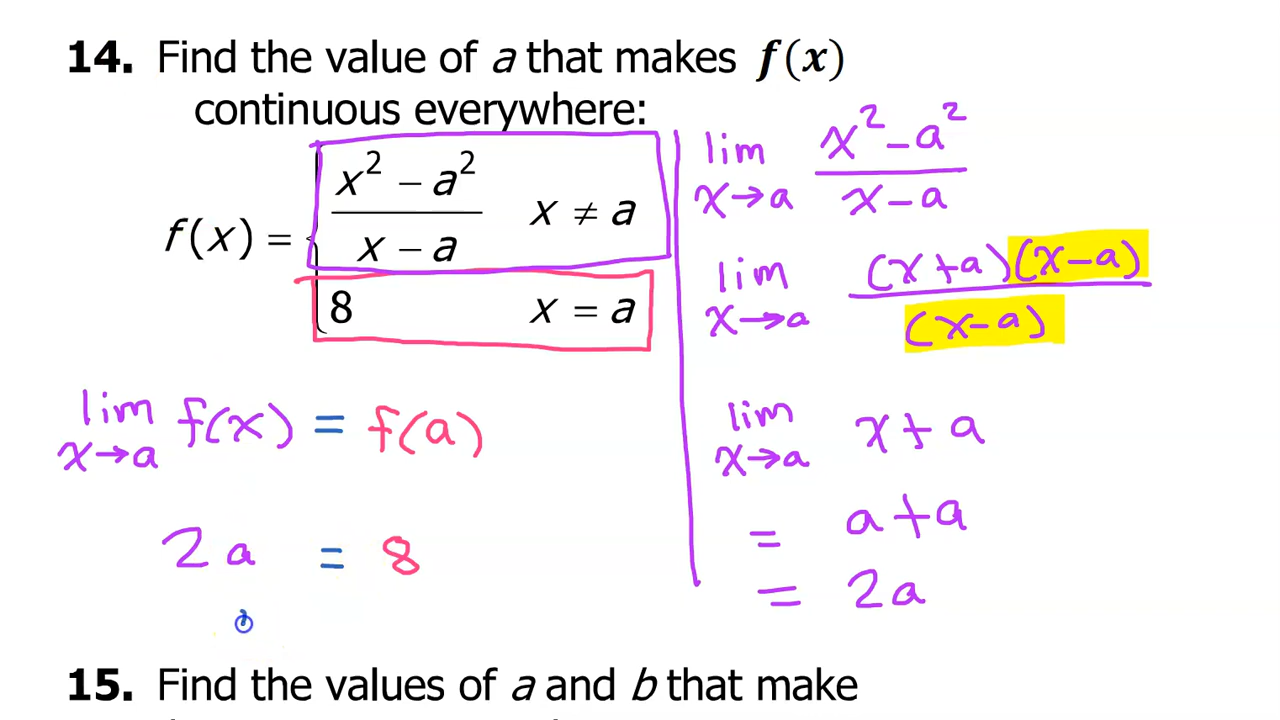 14. Find the value of a that makes f(x)
continuous everywhere:
f(x) = { x² − a² / x − a    x ≠ a
8    x = a
lim x→a f(x) = f(a)
2a = 8
lim x→a x² − a² / x − a
lim x→a (x+a)(x−a) / (x−a)
lim x→a x + a
= a + a
= 2a
15. Find the values of a and b that make